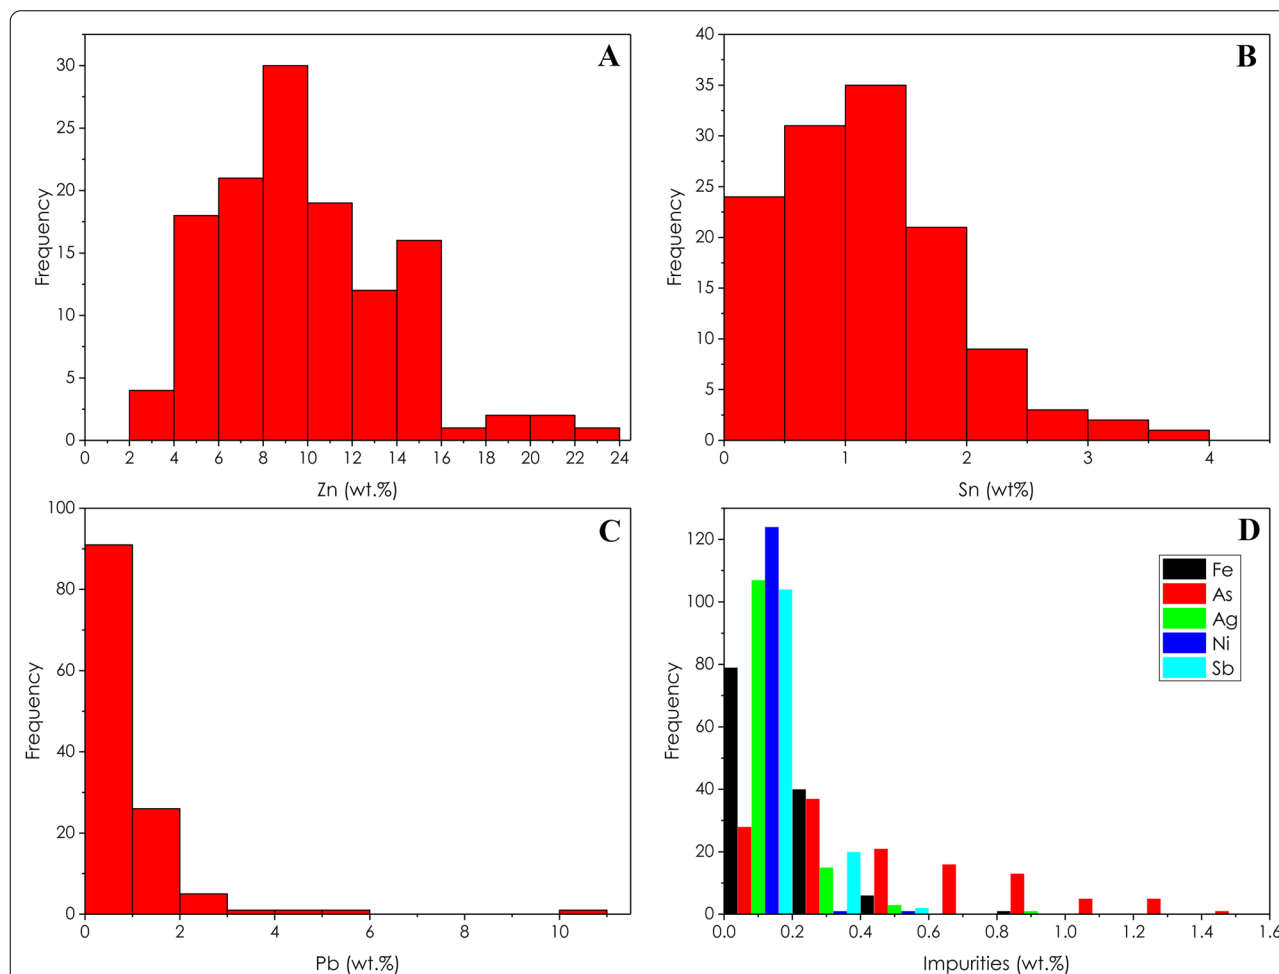 A
Frequency
30
25
20
15
10
5
0
0 2 4 6 8 10 12 14 16 18 20 22 24
Zn (wt.%)
B
Frequency
40
35
30
25
20
15
10
5
0
0 1 2 3 4
Sn (wt%)
C
Frequency
100
80
60
40
20
0
0 2 4 6 8 10
Pb (wt.%)
D
Fe
As
Ag
Ni
Sb
Frequency
120
100
80
60
40
20
0
0.0 0.2 0.4 0.6 0.8 1.0 1.2 1.4 1.6
Impurities (wt.%)